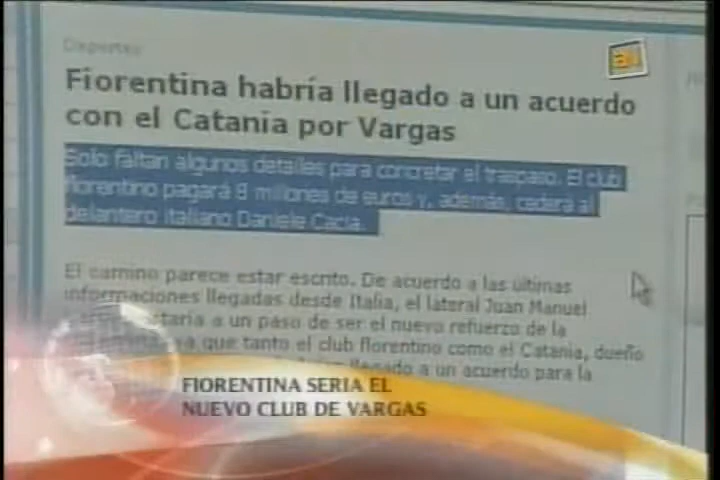 Deportes
Fiorentina habría llegado a un acuerdo
con el Catania por Vargas
Solo faltan algunos detalles para concretar el traspaso. El club
florentino pagará 8 millones de euros y, además, cederá al
delantero italiano Daniele Cacia.
El camino parece estar escrito. De acuerdo a las últimas
informaciones llegadas desde Italia, el lateral Juan Manuel
a un paso de ser el nuevo refuerzo de la
que tanto el club florentino como el Catania, dueño
llegado a un acuerdo para la
FIORENTINA SERIA EL
NUEVO CLUB DE VARGAS